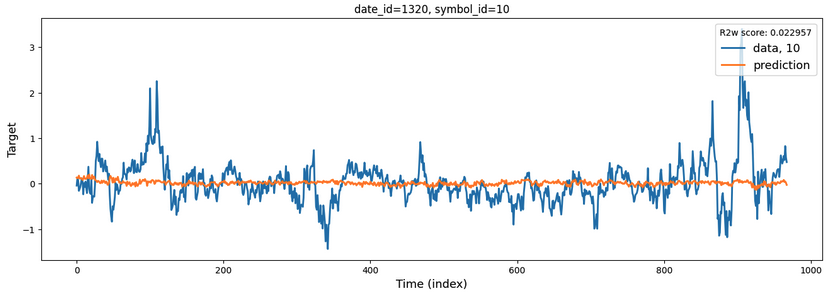 date_id=1320, symbol_id=10
R2w score: 0.022957
data, 10
prediction
Target
3
2
1
0
−1
0
200
400
600
800
1000
Time (index)